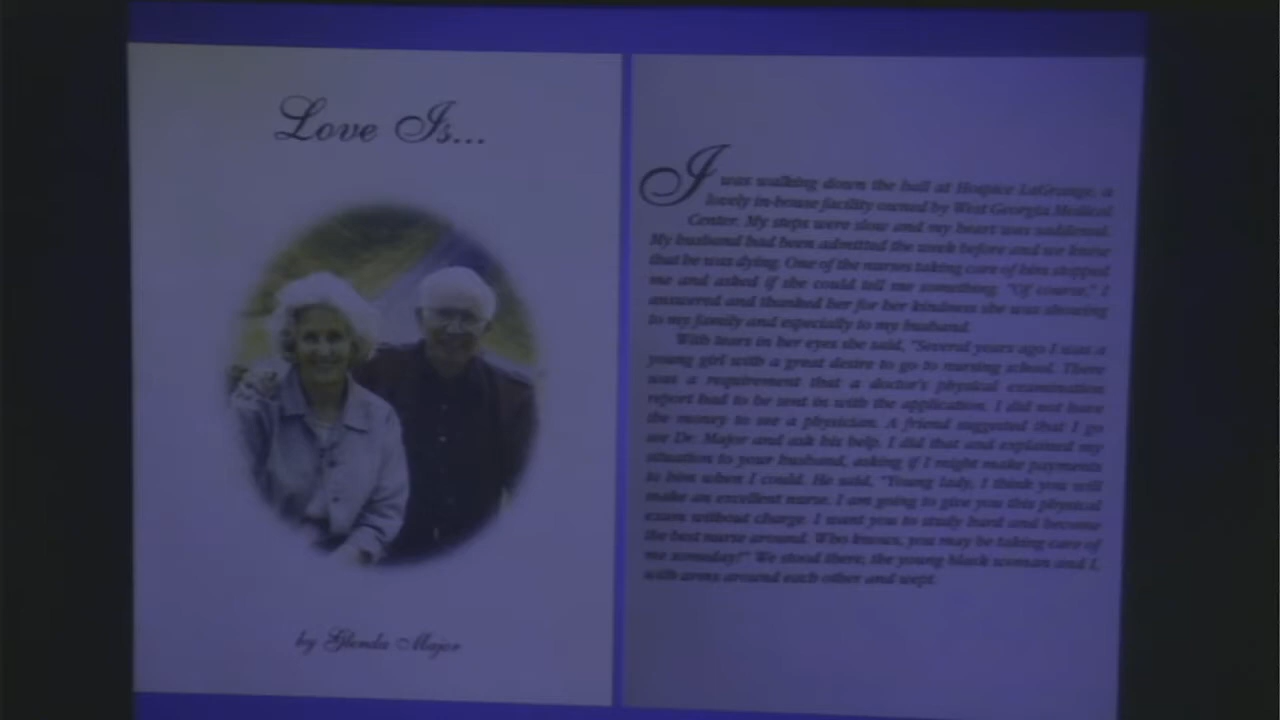 Love Is...
by Glenda Major
I was walking down the hall at Hospice LaGrange, a
lovely in-house facility owned by West Georgia Medical
Center. My steps were slow and my heart was saddened.
My husband had been admitted the week before and we knew
that he was dying. One of the nurses taking care of him stopped
me and asked if she could tell me something. "Of course," I
answered and thanked her for her kindness she was showing
to my family and especially to my husband.
With tears in her eyes she said, "Several years ago I was a
young girl with a great desire to go to nursing school. There
was a requirement that a doctor's physical examination
report had to be sent in with the application. I did not have
the money to see a physician. A friend suggested that I go
see Dr. Major and ask his help. I did that and explained my
situation to your husband, asking if I might make payments
to him when I could. He said, "Young lady, I think you will
make an excellent nurse. I am going to give you this physical
exam without charge. I want you to study hard and become
the best nurse around. Who knows, you may be taking care of
me someday!" We stood there, the young black woman and I,
with arms around each other and wept.